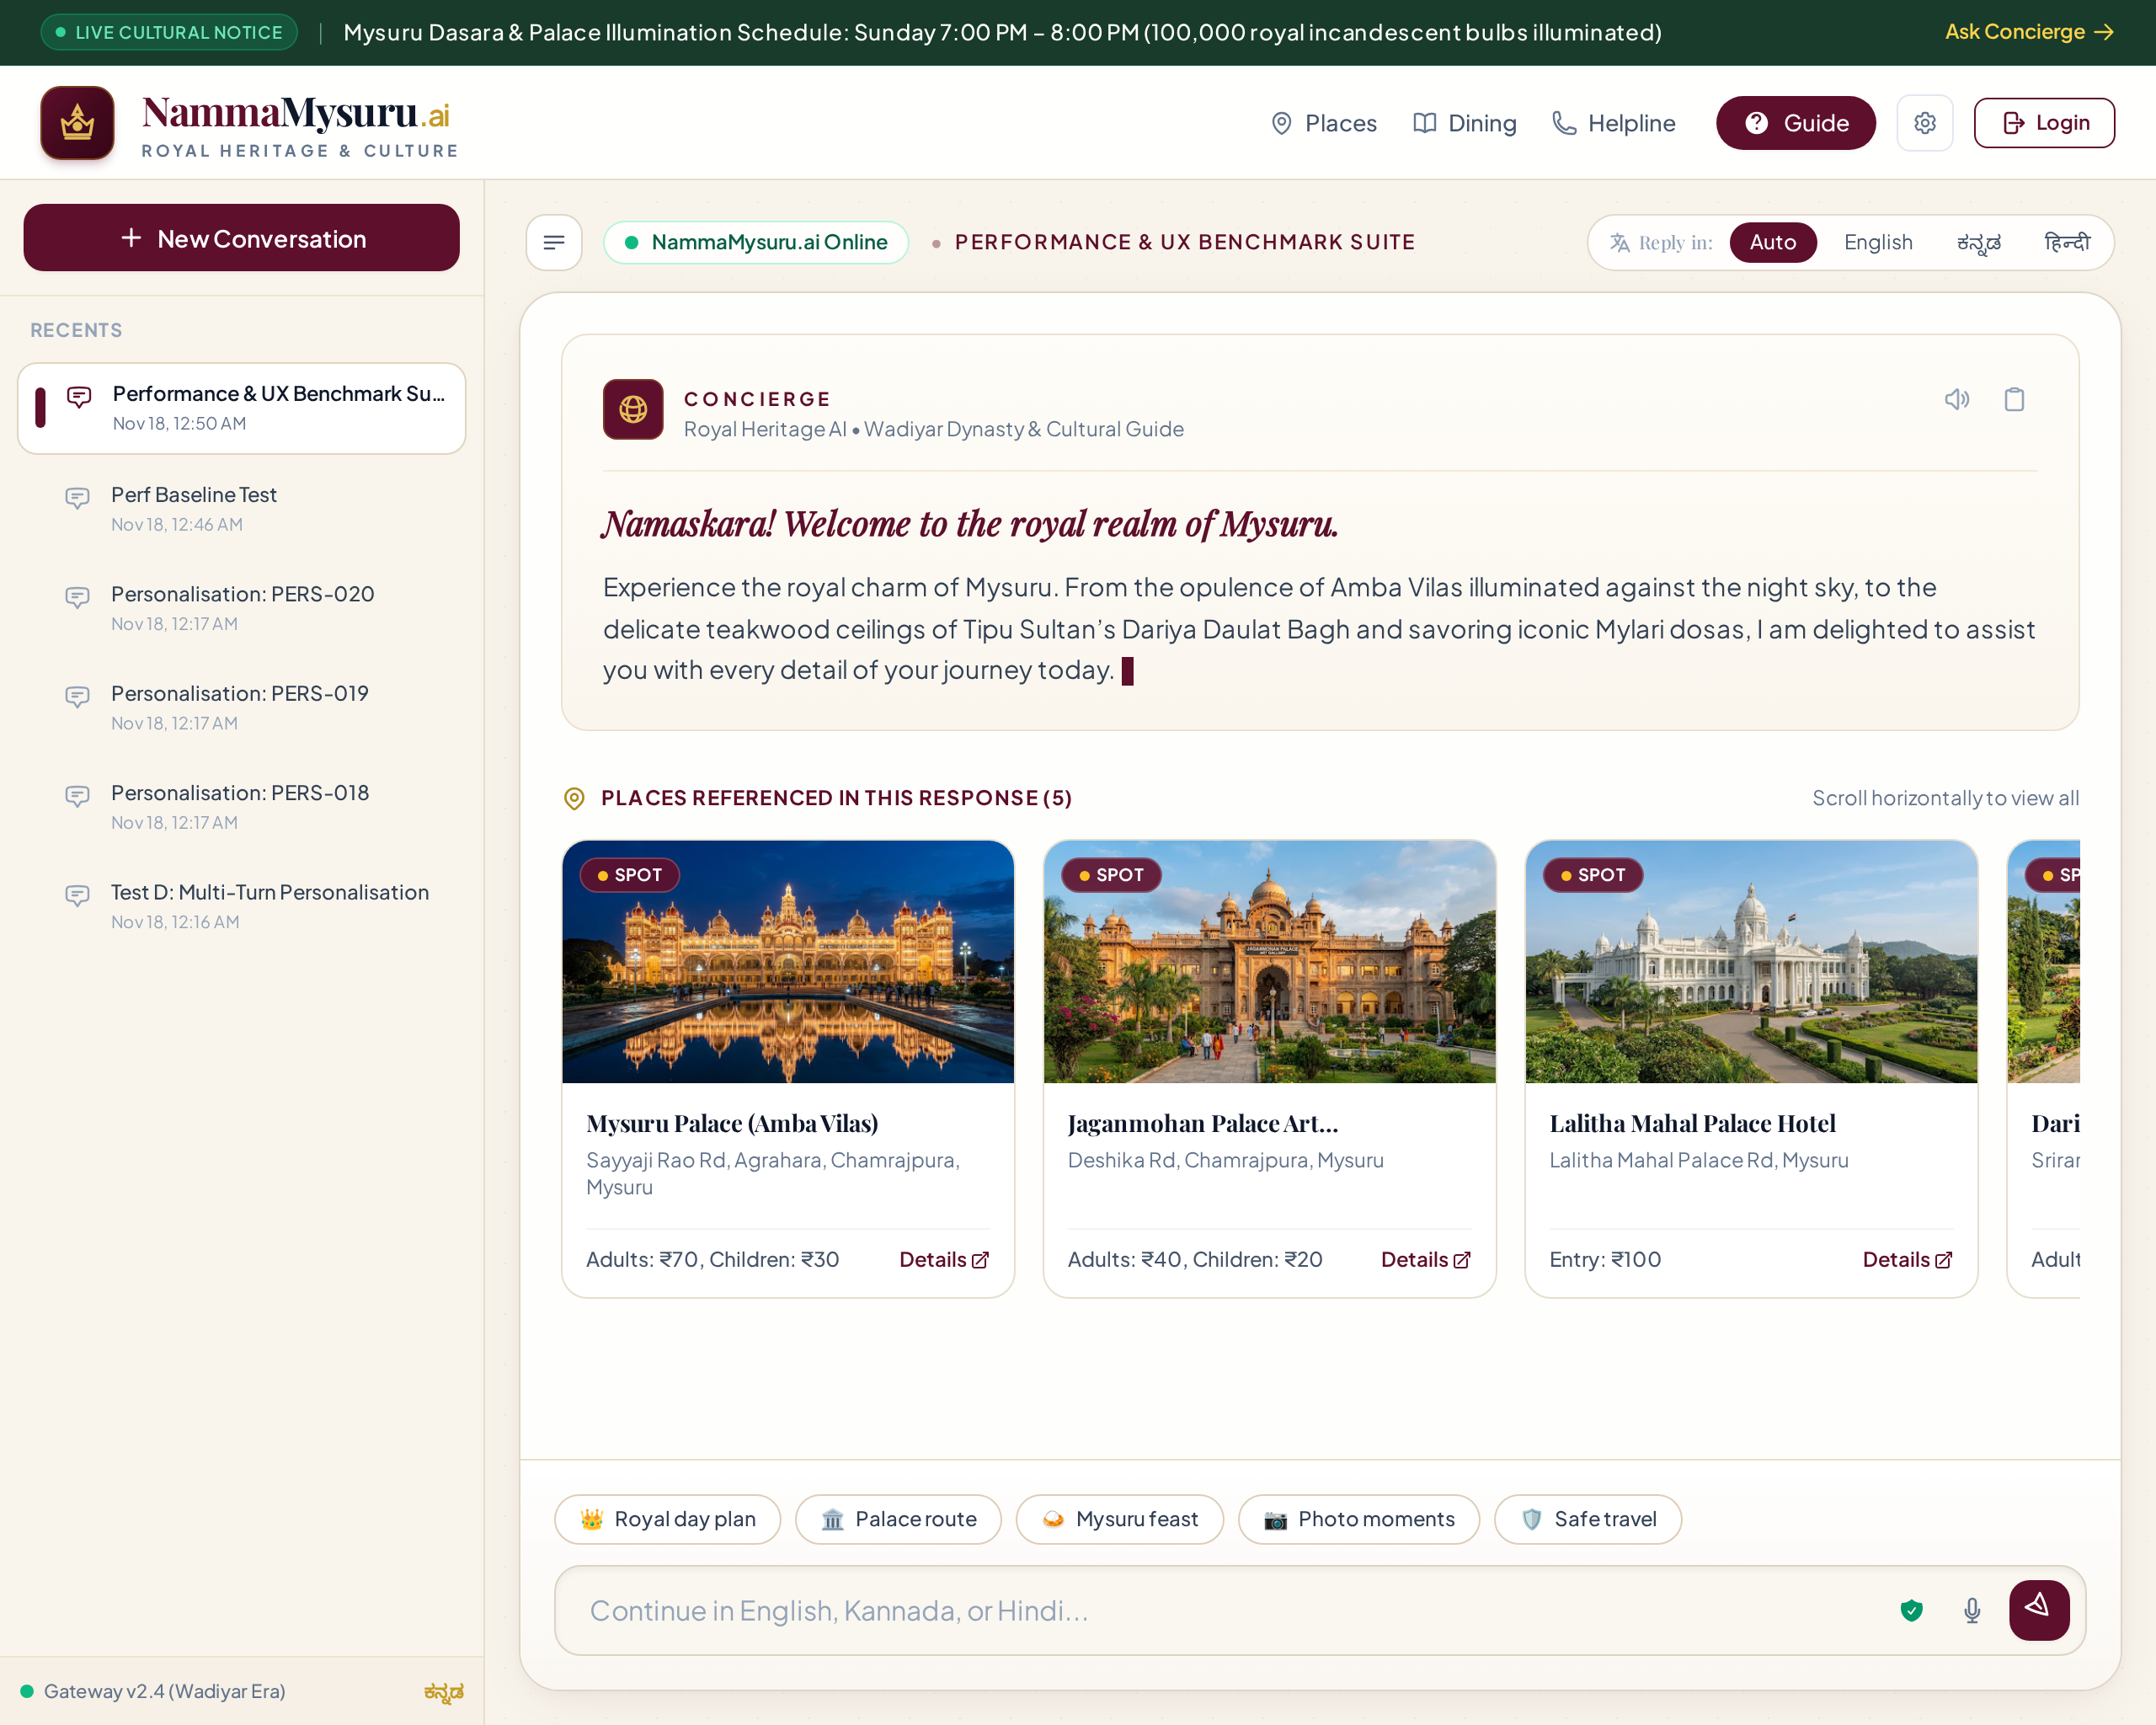 LIVE CULTURAL NOTICE
Mysuru Dasara & Palace Illumination Schedule: Sunday 7:00 PM – 8:00 PM (100,000 royal incandescent bulbs illuminated)
Ask Concierge →
NammaMysuru.ai
ROYAL HERITAGE & CULTURE
Places
Dining
Helpline
Guide
Login
New Conversation
RECENTS
Performance & UX Benchmark Su...
Nov 18, 12:50 AM
Perf Baseline Test
Nov 18, 12:46 AM
Personalisation: PERS-020
Nov 18, 12:17 AM
Personalisation: PERS-019
Nov 18, 12:17 AM
Personalisation: PERS-018
Nov 18, 12:17 AM
Test D: Multi-Turn Personalisation
Nov 18, 12:16 AM
Gateway v2.4 (Wadiyar Era)
ಕನ್ನಡ
NammaMysuru.ai Online
• PERFORMANCE & UX BENCHMARK SUITE
Reply in:
Auto
English
ಕನ್ನಡ
हिन्दी
CONCIERGE
Royal Heritage AI • Wadiyar Dynasty & Cultural Guide
Namaskara! Welcome to the royal realm of Mysuru.
Experience the royal charm of Mysuru. From the opulence of Amba Vilas illuminated against the night sky, to the
delicate teakwood ceilings of Tipu Sultan’s Dariya Daulat Bagh and savoring iconic Mylari dosas, I am delighted to assist
you with every detail of your journey today.
PLACES REFERENCED IN THIS RESPONSE (5)
Scroll horizontally to view all
SPOT
JAGANMOHAN PALACE
ART GALLERY
Mysuru Palace (Amba Vilas)
Sayyaji Rao Rd, Agrahara, Chamrajpura,
Mysuru
Adults: ₹70, Children: ₹30
Details
SPOT
Jaganmohan Palace Art...
Deshika Rd, Chamrajpura, Mysuru
Adults: ₹40, Children: ₹20
Details
SPOT
Lalitha Mahal Palace Hotel
Lalitha Mahal Palace Rd, Mysuru
Entry: ₹100
Details
SP
Dari
Srirar
Adult
Royal day plan
Palace route
Mysuru feast
Photo moments
Safe travel
Continue in English, Kannada, or Hindi...